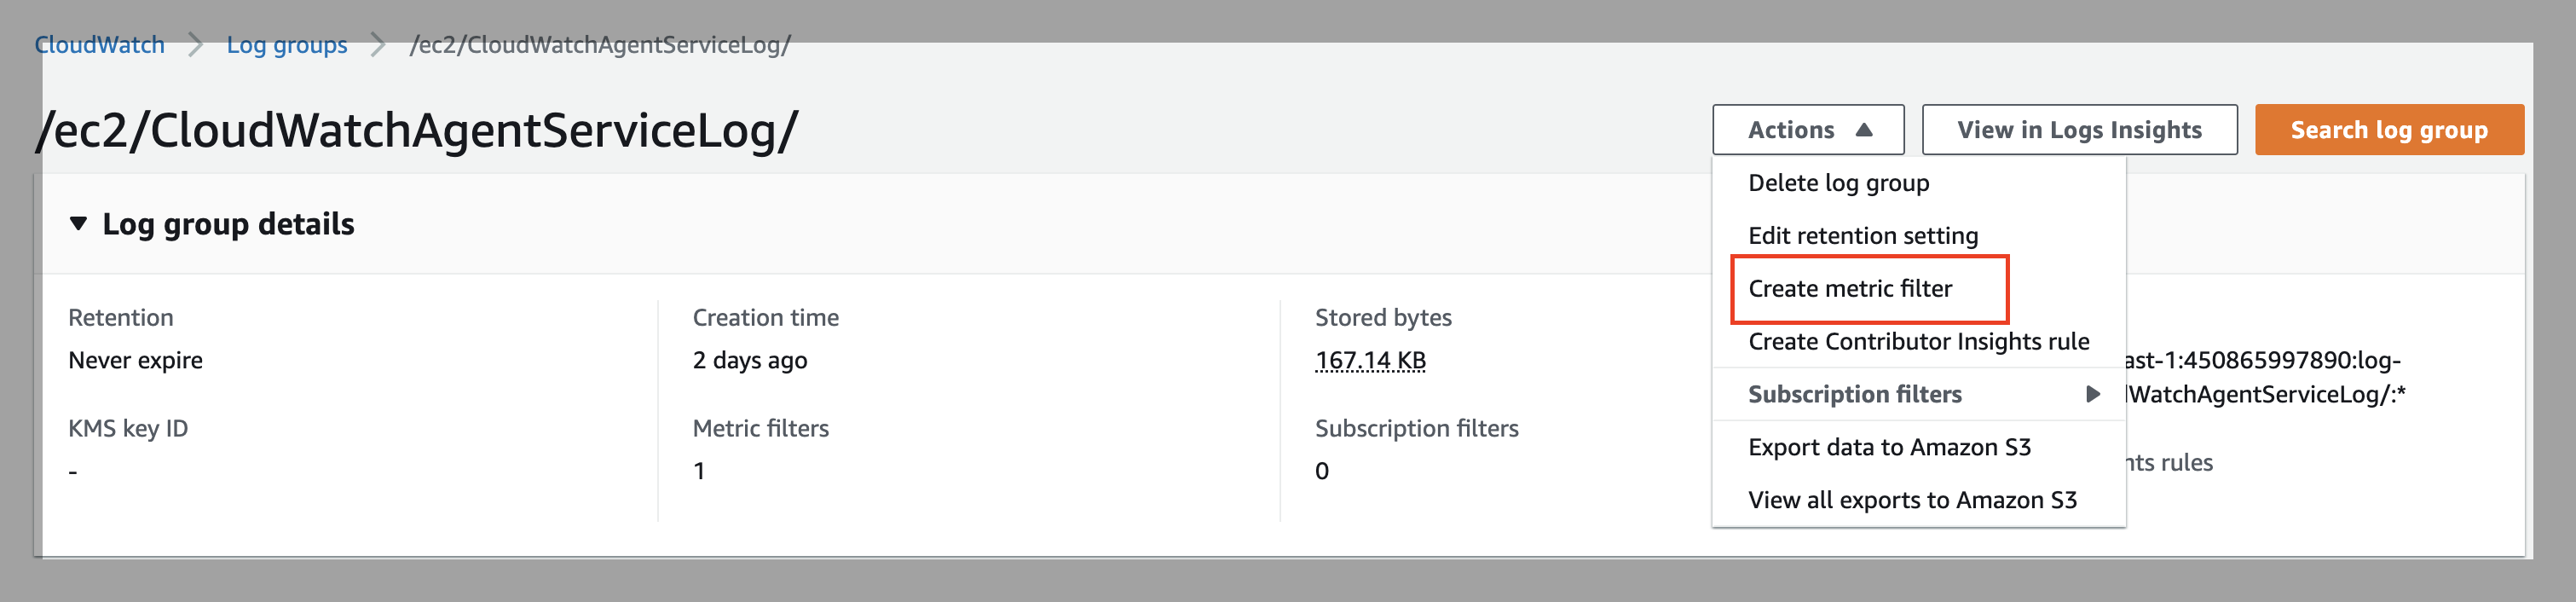 CloudWatch > Log groups > /ec2/CloudWatchAgentServiceLog/
/ec2/CloudWatchAgentServiceLog/
Actions ▲
View in Logs Insights
Search log group
Delete log group
Edit retention setting
Create metric filter
Create Contributor Insights rule
Subscription filters
Export data to Amazon S3
View all exports to Amazon S3
▼ Log group details
Retention
Never expire
KMS key ID
-
Creation time
2 days ago
Metric filters
1
Stored bytes
167.14 KB
Subscription filters
0
-1:450865997890:log-
WatchAgentServiceLog/:*
rules